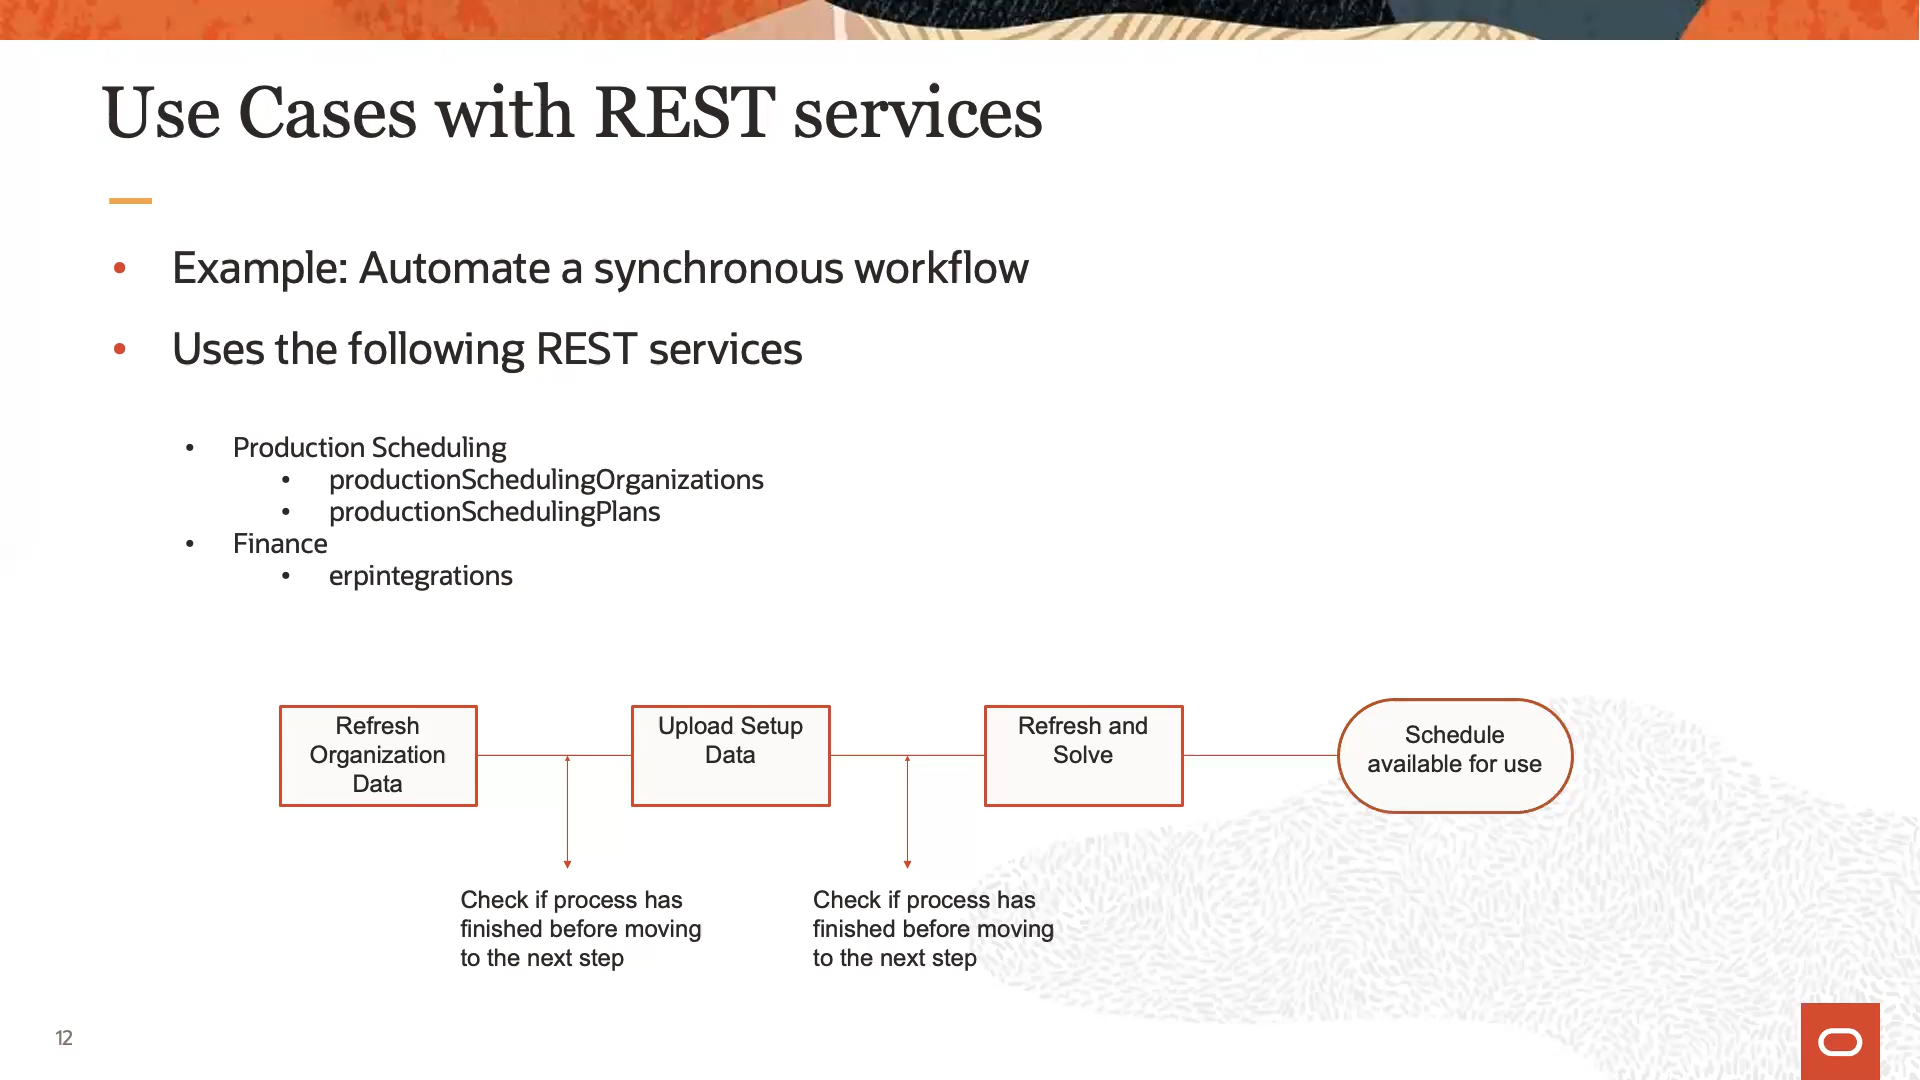 Use Cases with REST services
• Example: Automate a synchronous workflow
• Uses the following REST services
• Production Scheduling
• productionSchedulingOrganizations
• productionSchedulingPlans
• Finance
• erpintegrations
Refresh
Organization
Data
Upload Setup
Data
Refresh and
Solve
Schedule
available for use
Check if process has
finished before moving
to the next step
Check if process has
finished before moving
to the next step
12